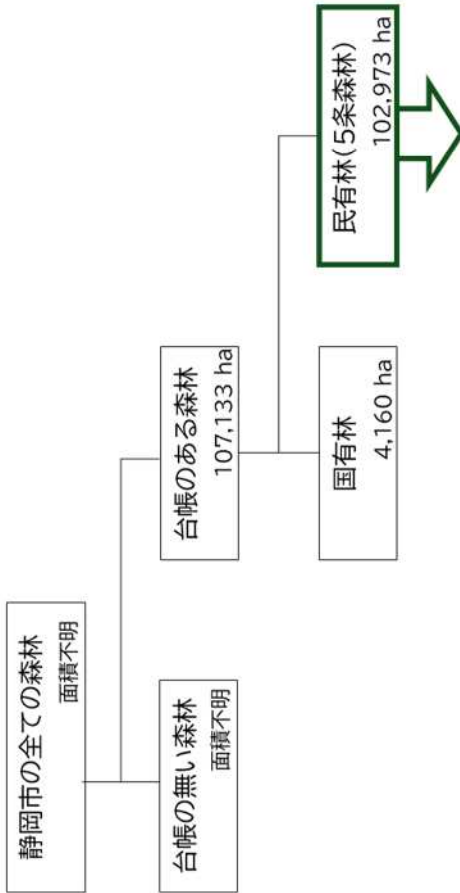 静岡市の全ての森林
面積不明
台帳の無い森林
面積不明
台帳のある森林
107,133 ha
国有林
4,160 ha
民有林(5条森林)
102,973 ha